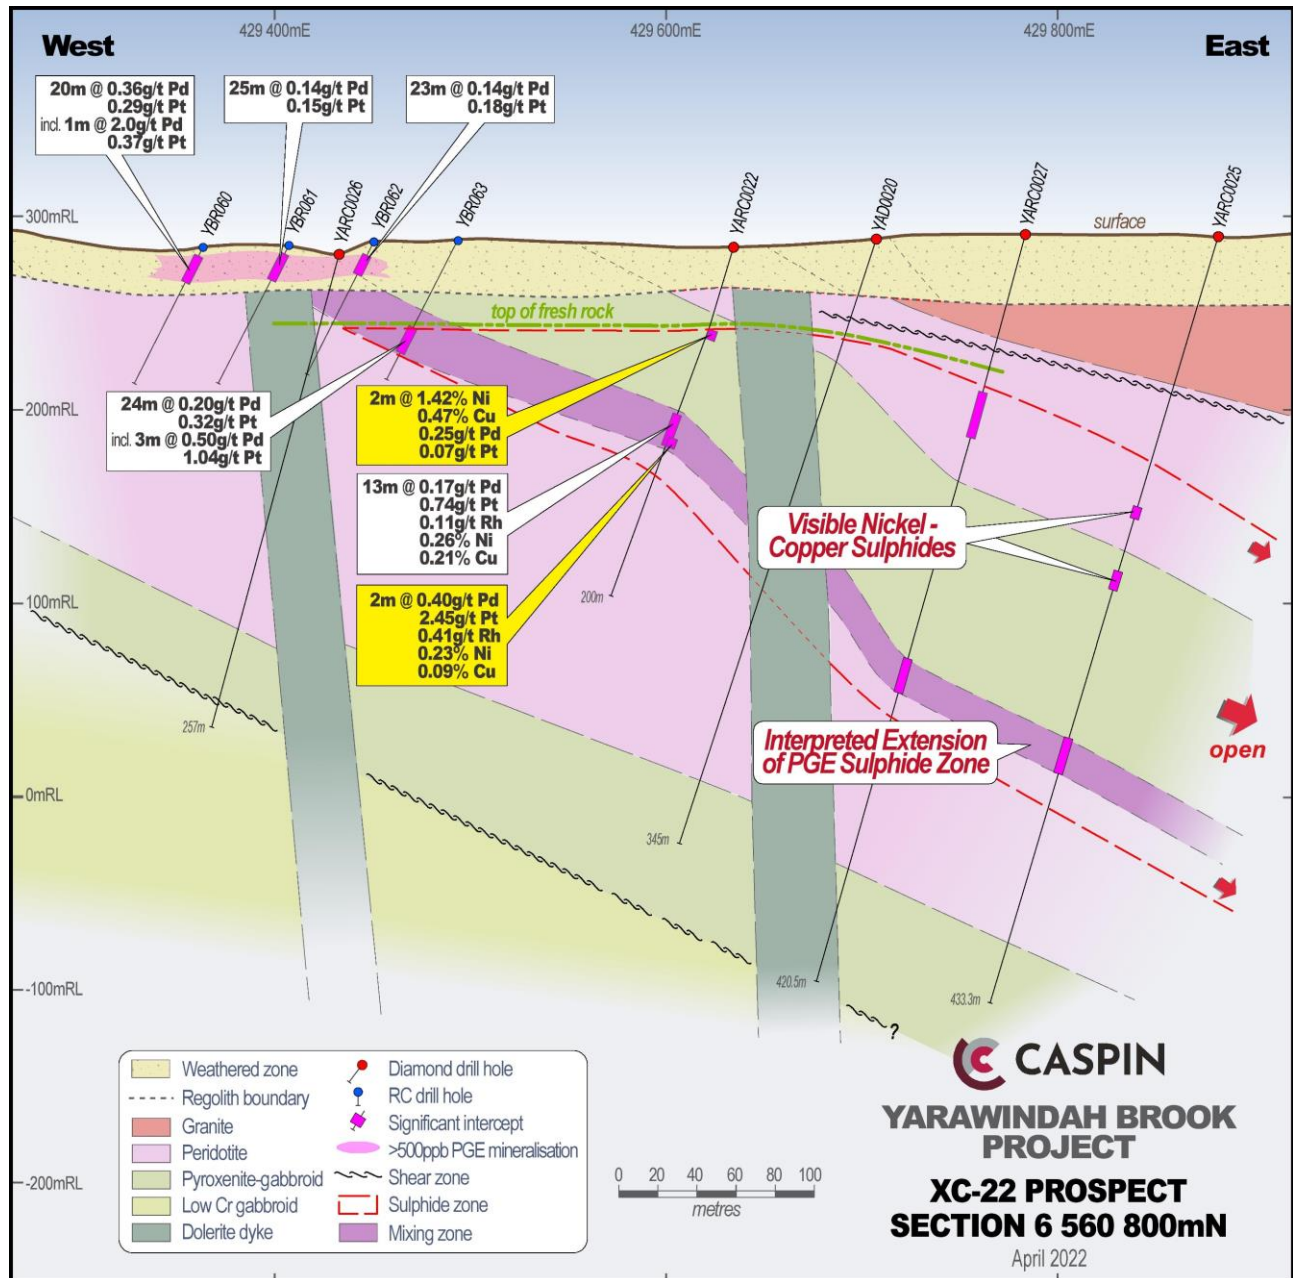 429 400mE
429 600mE
429 800mE
West
East
20m @ 0.36g/t Pd
0.29g/t Pt
incl. 1m @ 2.0g/t Pd
0.37g/t Pt
25m @ 0.14g/t Pd
0.15g/t Pt
23m @ 0.14g/t Pd
0.18g/t Pt
YBR060
YBR061
YARC0026
YBR062
YBR063
YARC0022
YAD0020
YARC0027
YARC0025
300mRL
surface
top of fresh rock
24m @ 0.20g/t Pd
0.32g/t Pt
incl. 3m @ 0.50g/t Pd
1.04g/t Pt
2m @ 1.42% Ni
0.47% Cu
0.25g/t Pd
0.07g/t Pt
200mRL
13m @ 0.17g/t Pd
0.74g/t Pt
0.11g/t Rh
0.26% Ni
0.21% Cu
Visible Nickel -
Copper Sulphides
2m @ 0.40g/t Pd
2.45g/t Pt
0.41g/t Rh
0.23% Ni
0.09% Cu
200m
100mRL
257m
Interpreted Extension
of PGE Sulphide Zone
open
0mRL
345m
420.5m
433.3m
-100mRL
?
Weathered zone
Regolith boundary
Granite
Peridotite
Pyroxenite-gabbroid
Low Cr gabbroid
Dolerite dyke
Diamond drill hole
RC drill hole
Significant intercept
>500ppb PGE mineralisation
Shear zone
Sulphide zone
Mixing zone
-200mRL
0 20 40 60 80 100
metres
CASPIN
YARAWINDAH BROOK
PROJECT
XC-22 PROSPECT
SECTION 6 560 800mN
April 2022